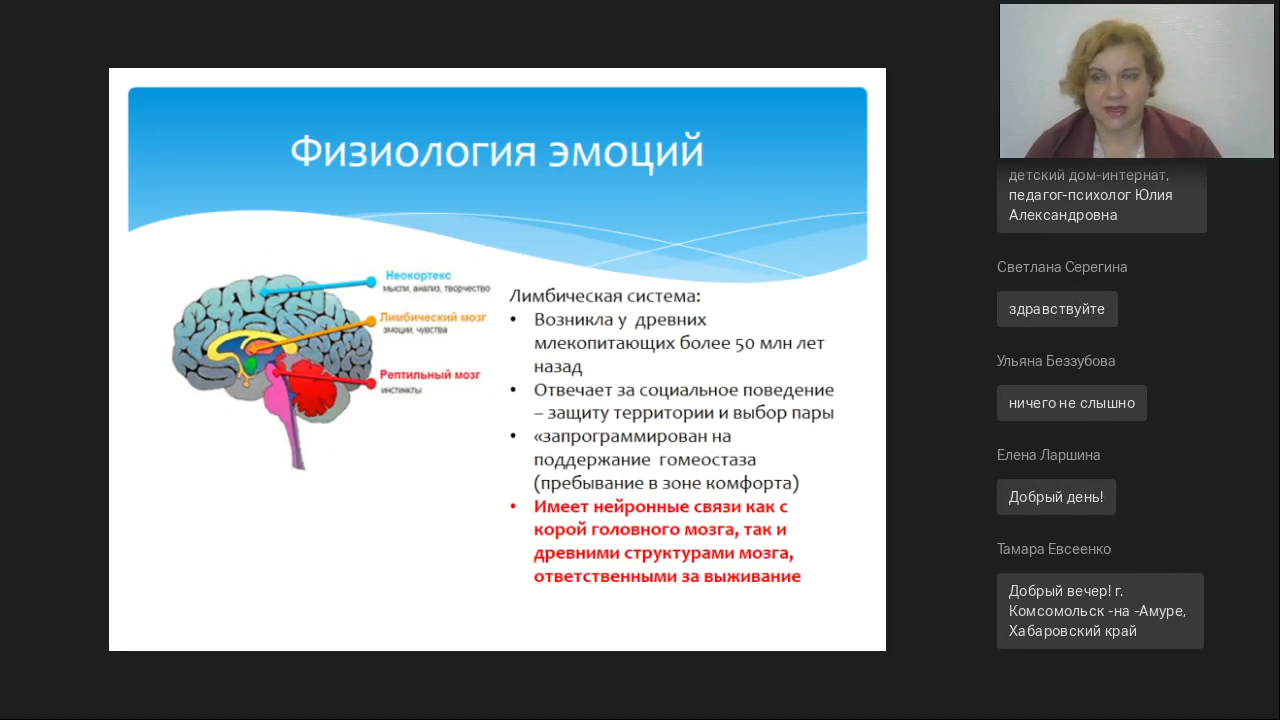 Физиология эмоций
Неокортекс
мысли, анализ, творчество
Лимбический мозг
эмоции, чувства
Рептильный мозг
инстинкты
Лимбическая система:
• Возникла у древних
млекопитающих более 50 млн лет
назад
• Отвечает за социальное поведение
– защиту территории и выбор пары
• «запрограммирован на
поддержание гомеостаза
(пребывание в зоне комфорта)
• Имеет нейронные связи как с
корой головного мозга, так и
древними структурами мозга,
ответственными за выживание
детский дом-интернат,
педагог-психолог Юлия
Александровна
Светлана Серегина
здравствуйте
Ульяна Беззубова
ничего не слышно
Елена Ларшина
Добрый день!
Тамара Евсеенко
Добрый вечер! г.
Комсомольск -на -Амуре,
Хабаровский край